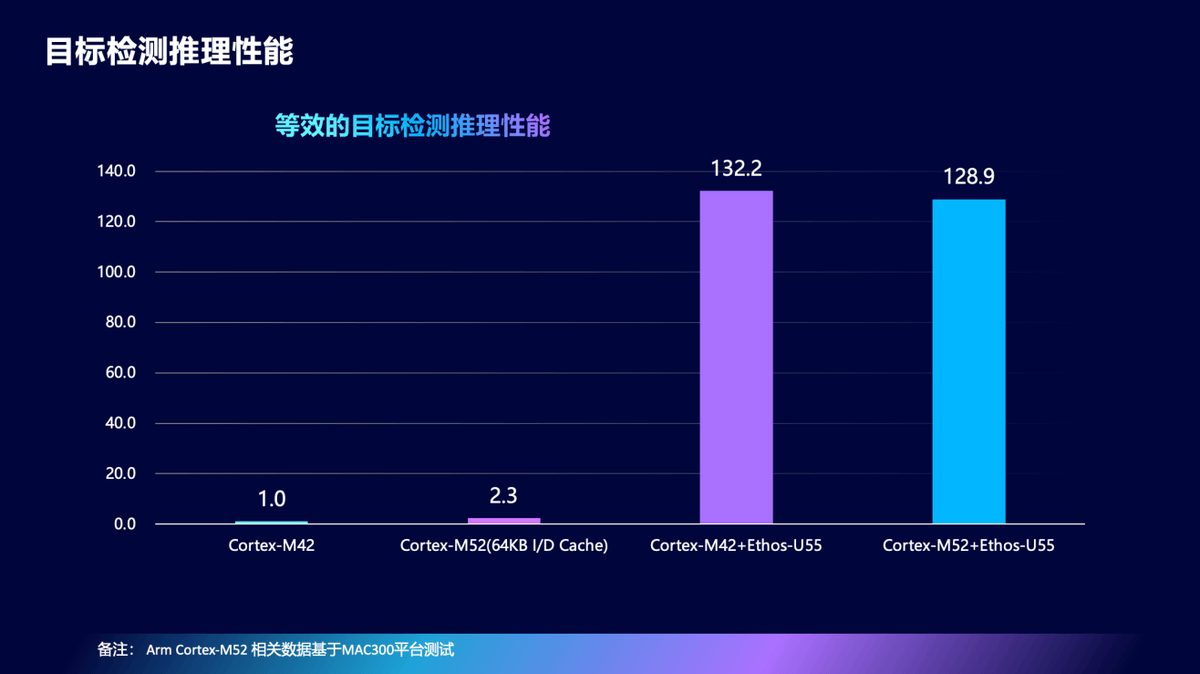 目标检测推理性能
等效的目标检测推理性能
140.0
120.0
100.0
80.0
60.0
40.0
20.0
0.0
132.2
128.9
1.0
2.3
Cortex-M42
Cortex-M52(64KB I/D Cache)
Cortex-M42+Ethos-U55
Cortex-M52+Ethos-U55
备注： Arm Cortex-M52 相关数据基于MAC300平台测试